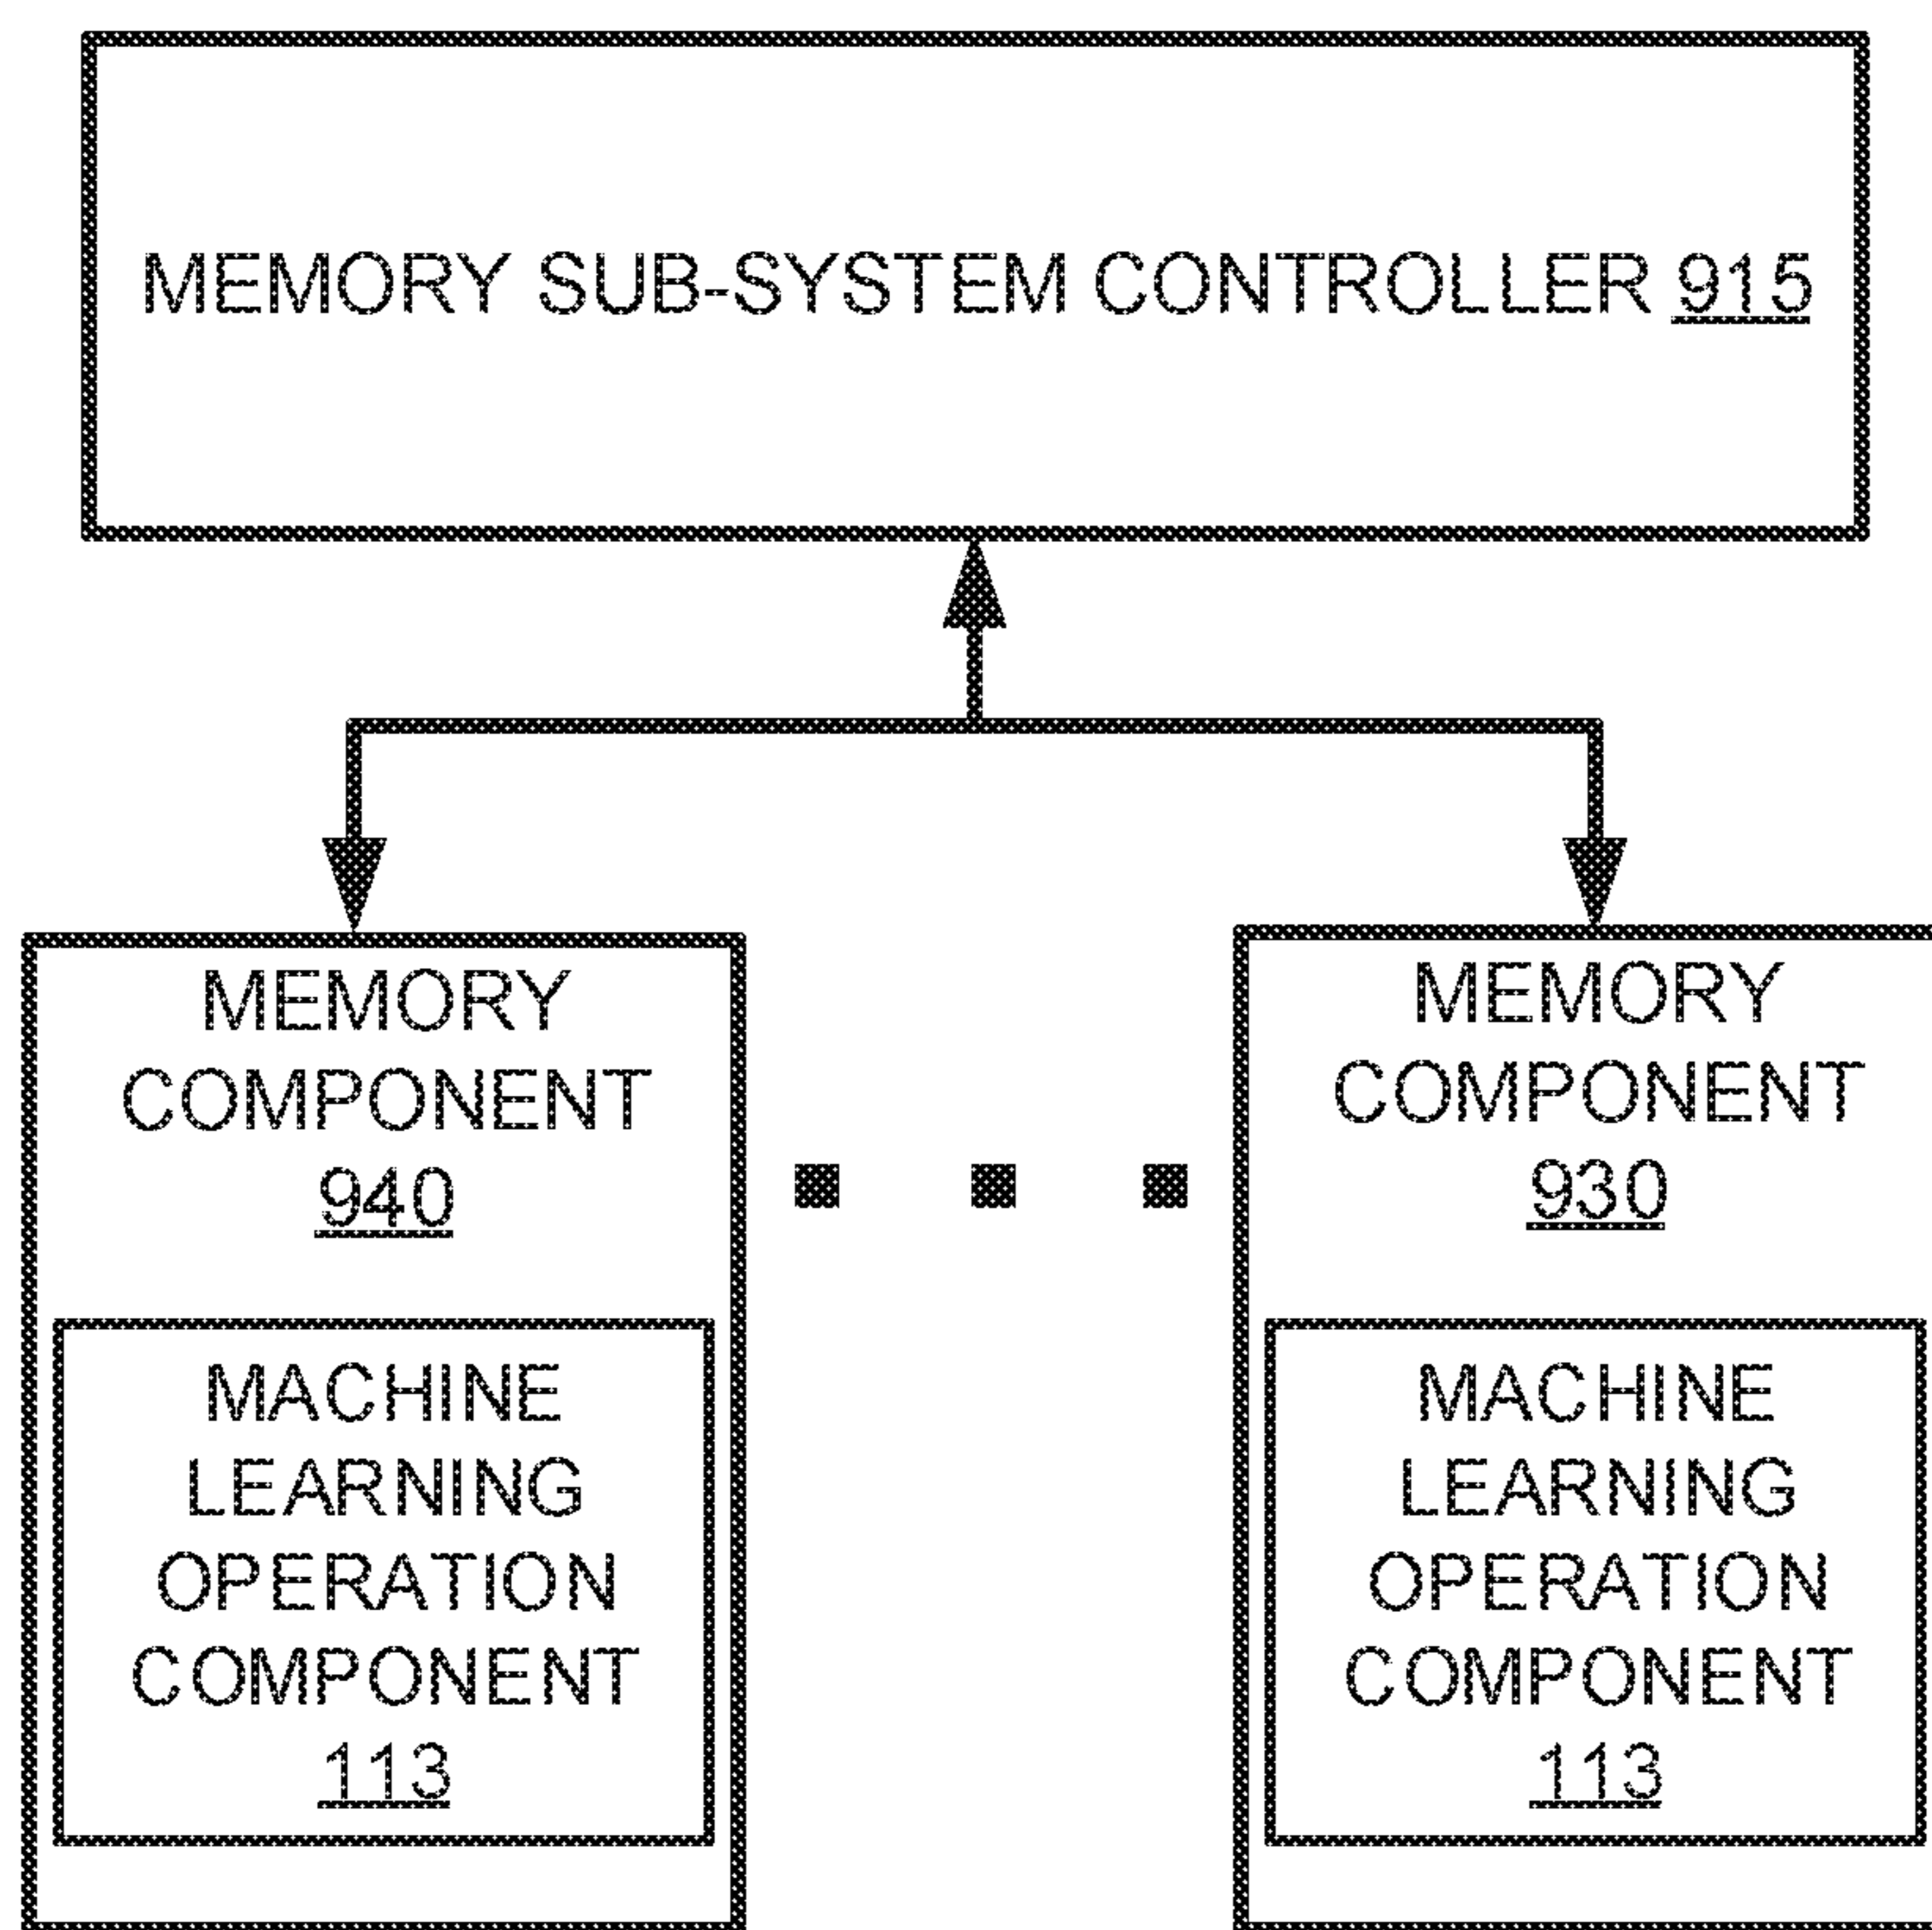 MEMORY SUB-SYSTEM CONTROLLER 915
MEMORY
COMPONENT
940
MACHINE
LEARNING
OPERATION
COMPONENT
113
MEMORY
COMPONENT
930
MACHINE
LEARNING
OPERATION
COMPONENT
113